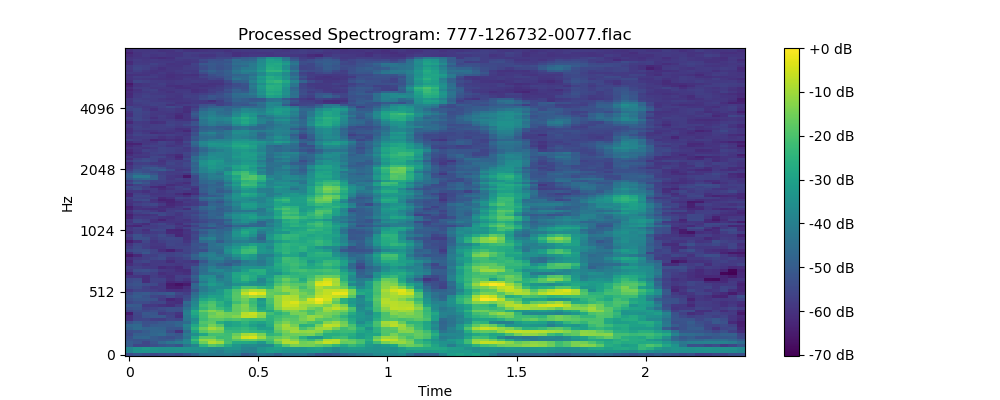 Processed Spectrogram: 777-126732-0077.flac
Hz
4096
2048
1024
512
0
0
0.5
1
1.5
2
Time
+0 dB
-10 dB
-20 dB
-30 dB
-40 dB
-50 dB
-60 dB
-70 dB